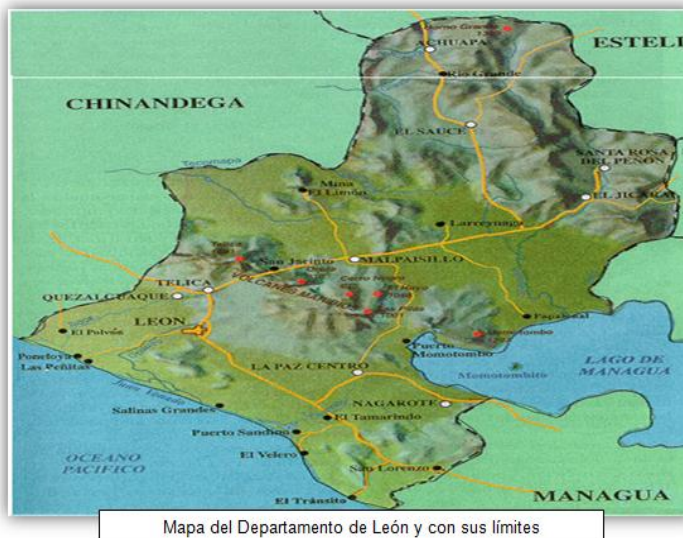 ACHUAPA
ESTELI
Rio Grande
CHINANDEGA
EL SAUCE
SANTA ROSA
DEL PEÑON
Mina
El Limón
EL JICARAL
Larreynaga
San Jacinto
MALPAISILLO
TELICA
QUEZALGUAQUE
LEON
El Polvón
Poneloya
Las Peñitas
Cerro Negro
Momotombo
Puerto
Momotombo
LAGO DE
MANAGUA
Momotombito
LA PAZ CENTRO
NAGAROTE
Salinas Grandes
El Tamarindo
Puerto Sandino
OCEANO
PACIFICO
El Velero
San Lorenzo
El Tránsito
MANAGUA
Mapa del Departamento de León y con sus límites